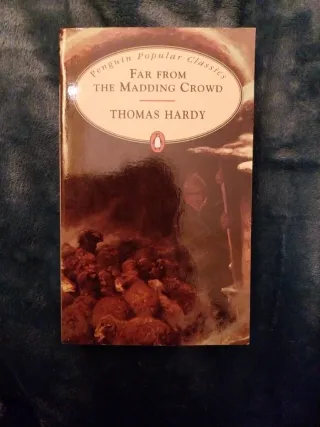 Penguin Popular Classics
FAR FROM
THE MADDING CROWD
THOMAS HARDY